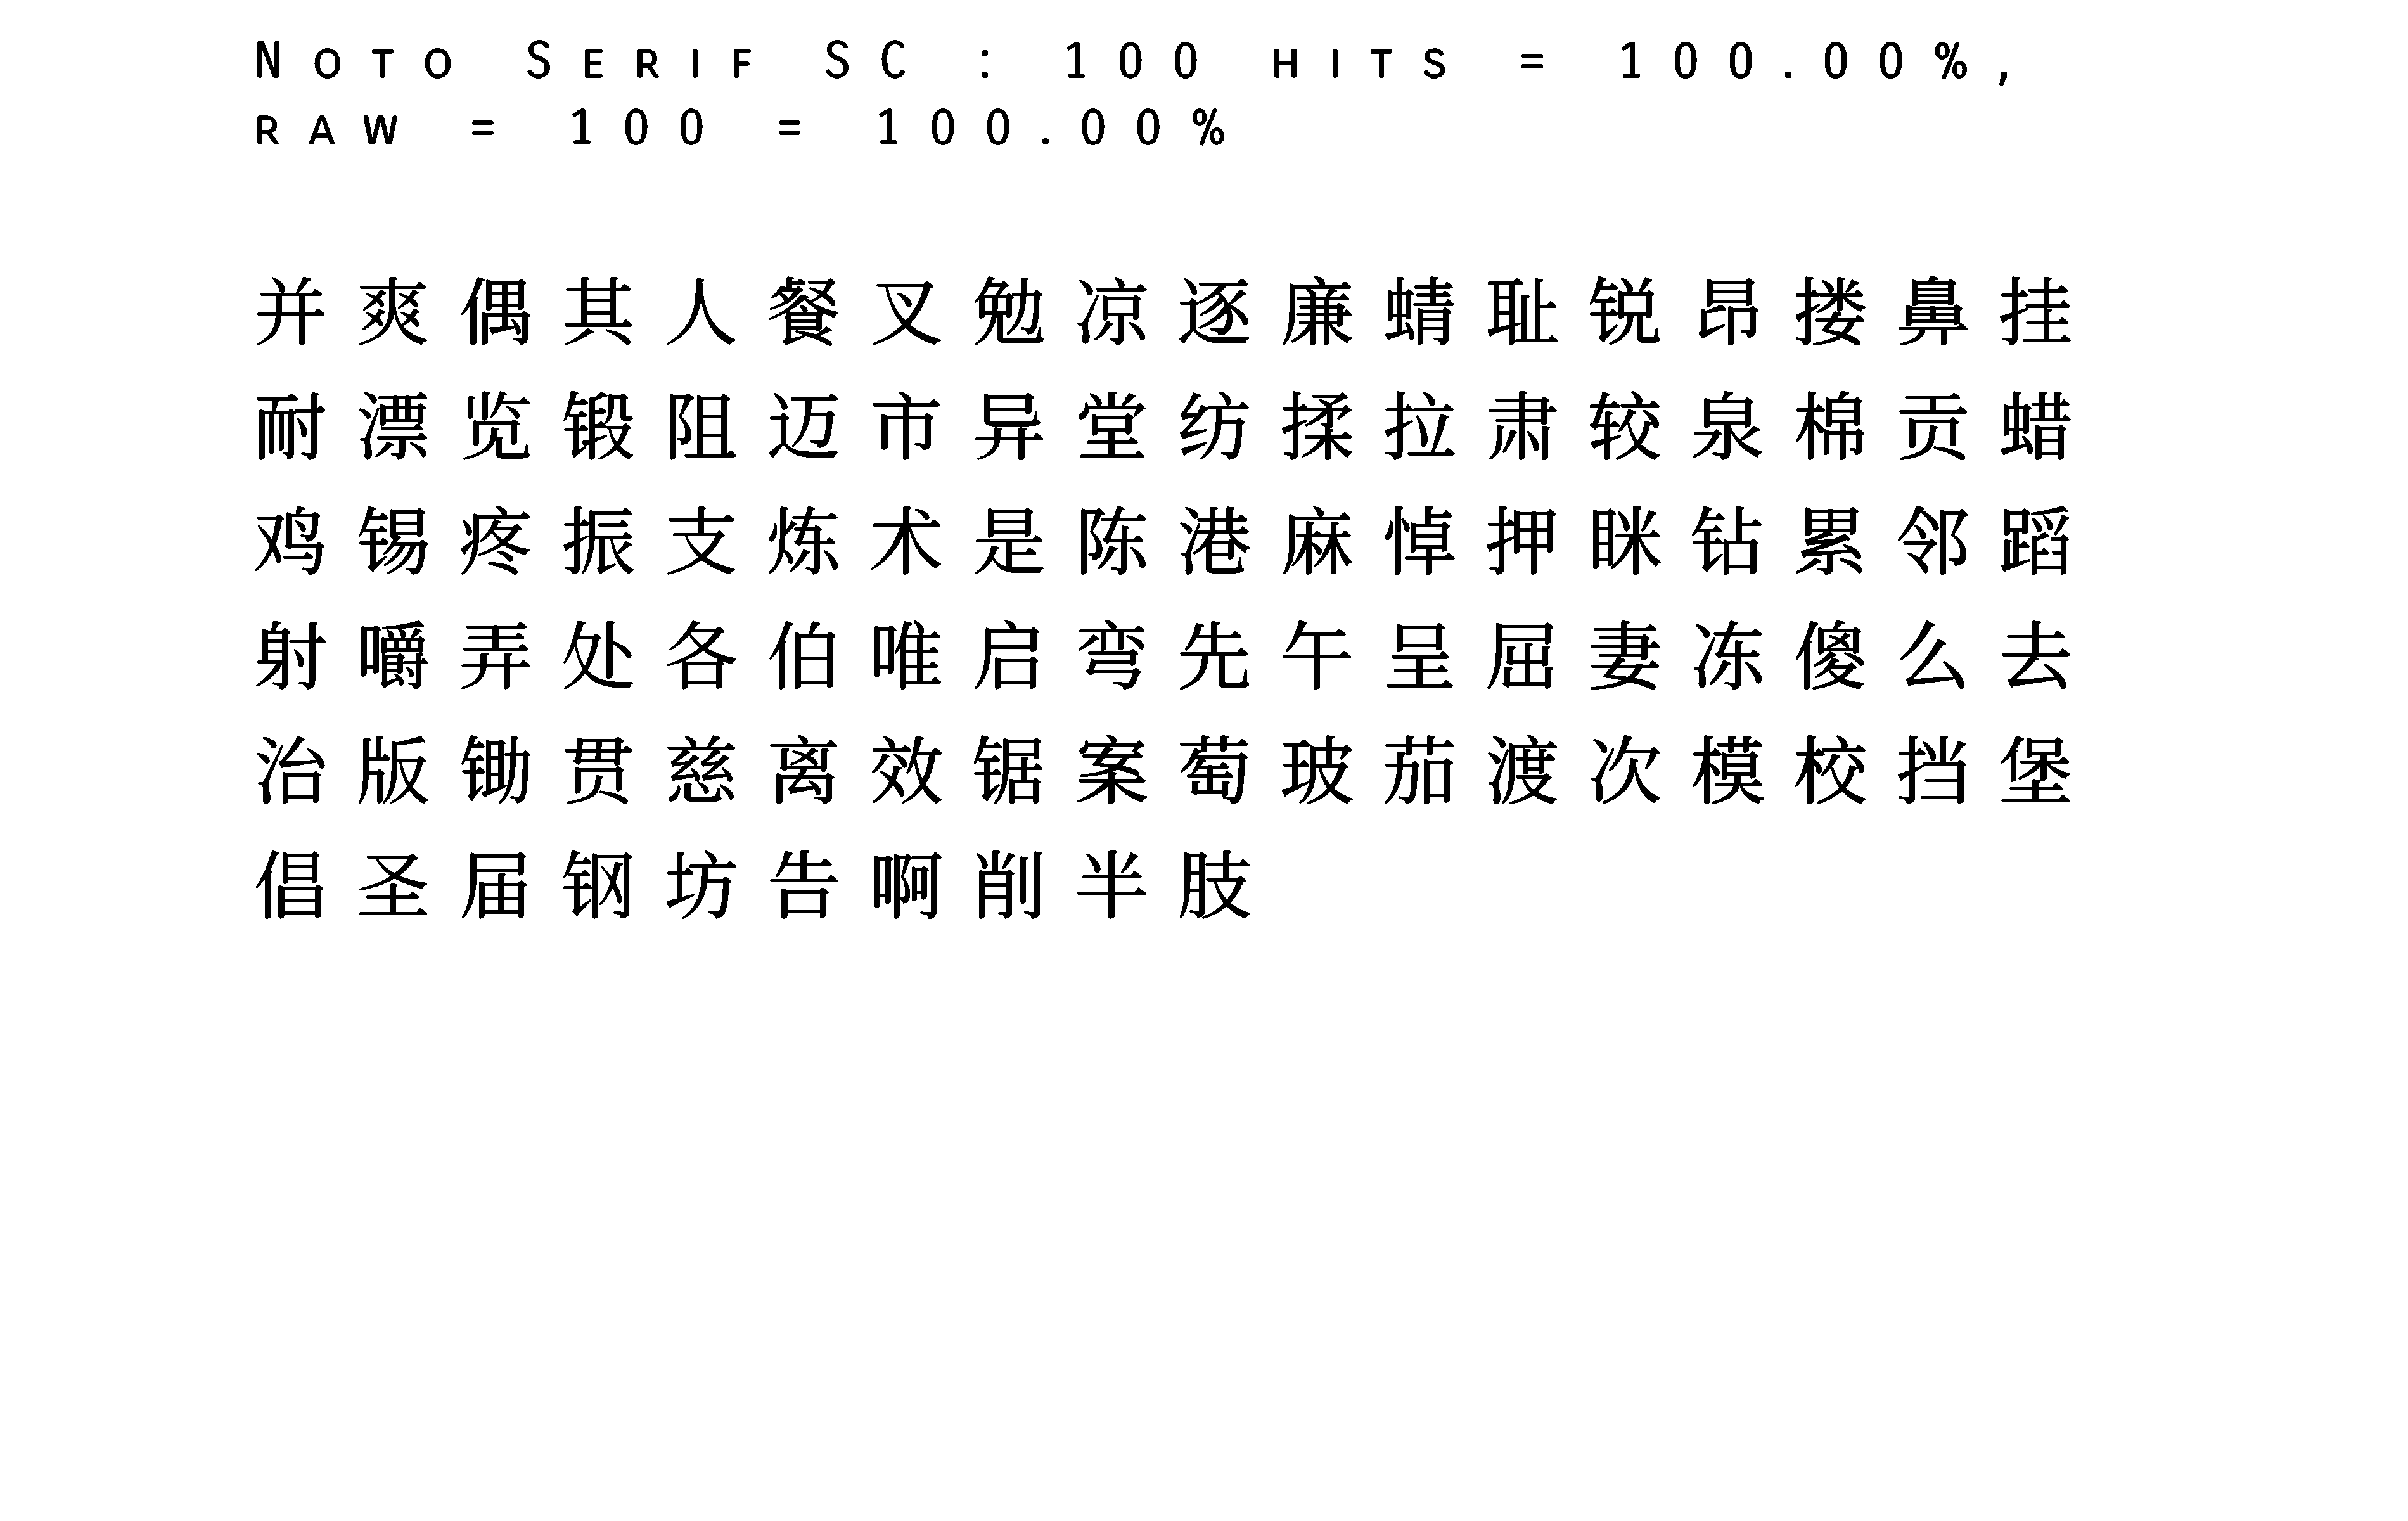 Noto Serif SC : 100 hits = 100.00%,
raw = 100 = 100.00%
并爽偶其人餐叉勉凉逐廉蜻耻锐昂搂鼻挂
耐漂览锻阻迈市异堂纺揉拉肃较泉棉贡蜡
鸡锡疼振支炼术是陈港麻悼押眯钻累邻蹈
射嚼弄处各伯唯启弯先午呈屈妻冻傻么去
治版锄贯慈离效锯案萄玻茄渡次模校挡堡
倡圣届钢坊告啊削半肢